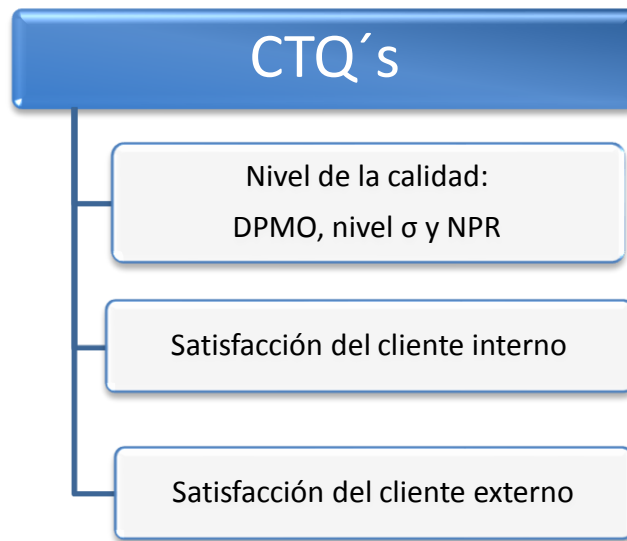 CTQ´s
Nivel de la calidad:
DPMO, nivel σ y NPR
Satisfacción del cliente interno
Satisfacción del cliente externo